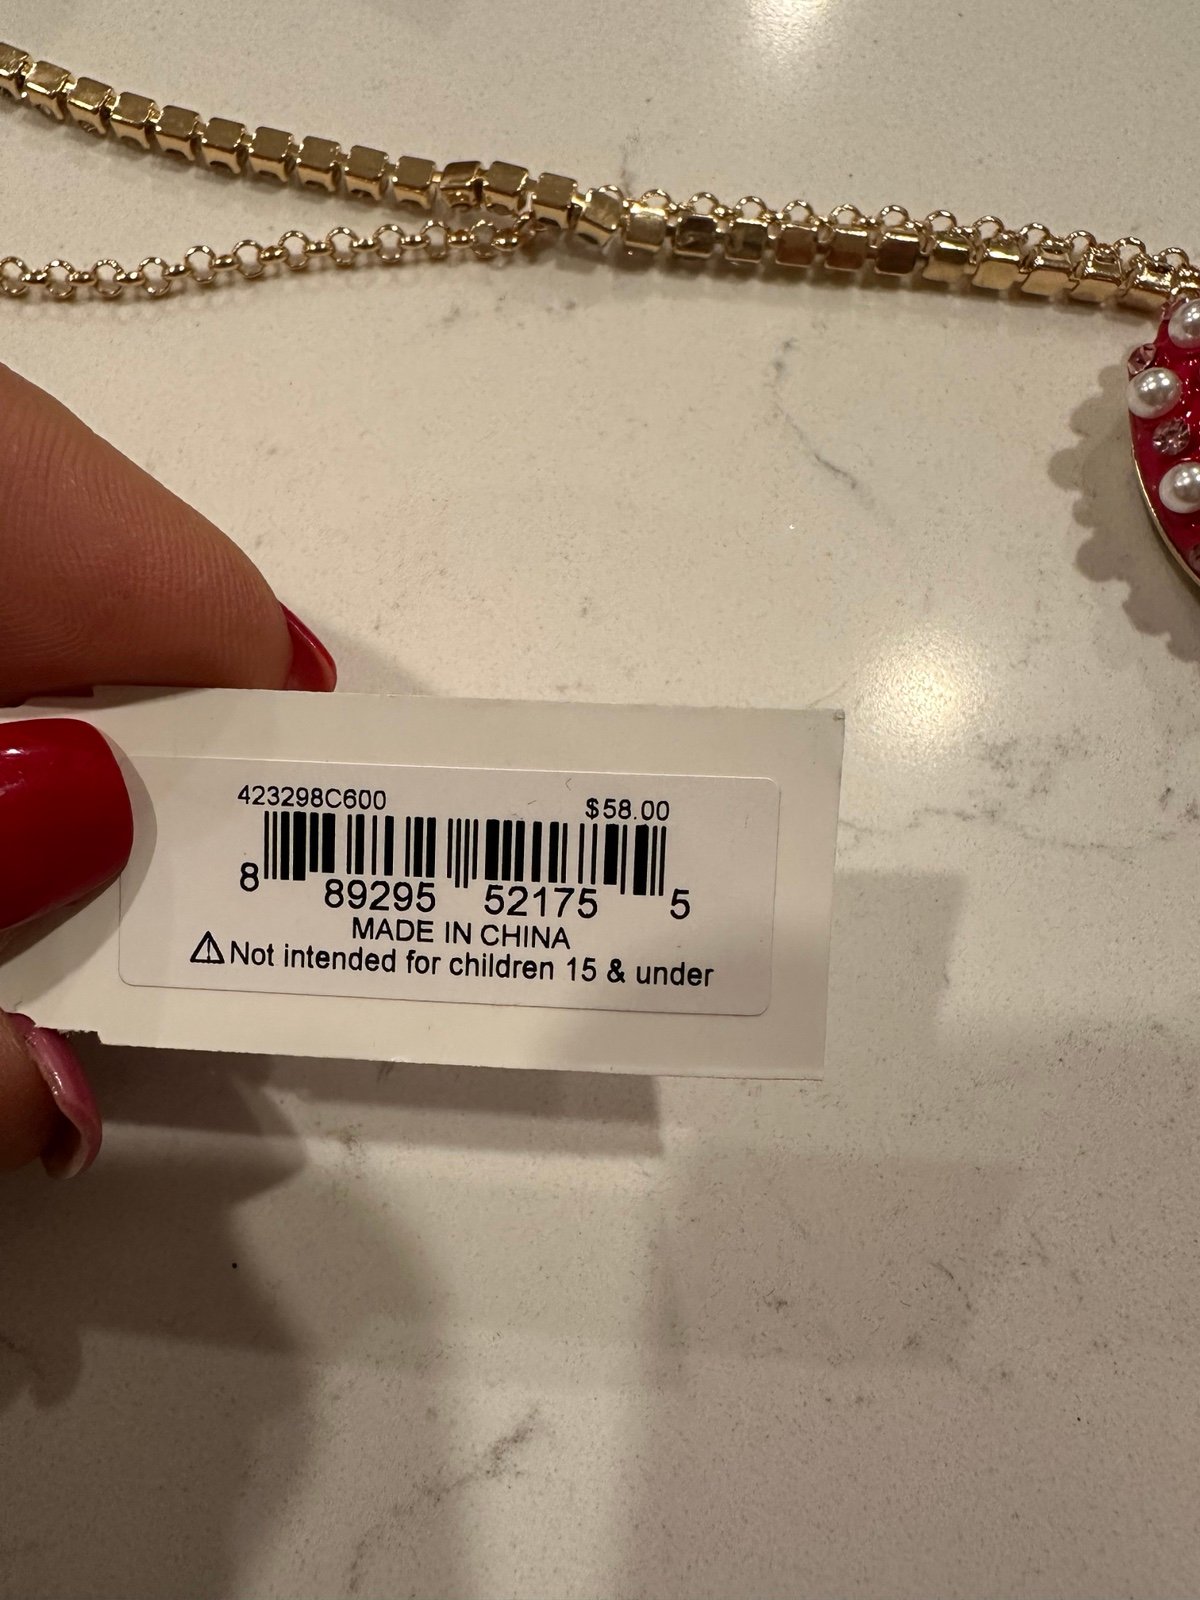 423298C600 $58.00
8 89295 52175 5
MADE IN CHINA
⚠ Not intended for children 15 & under